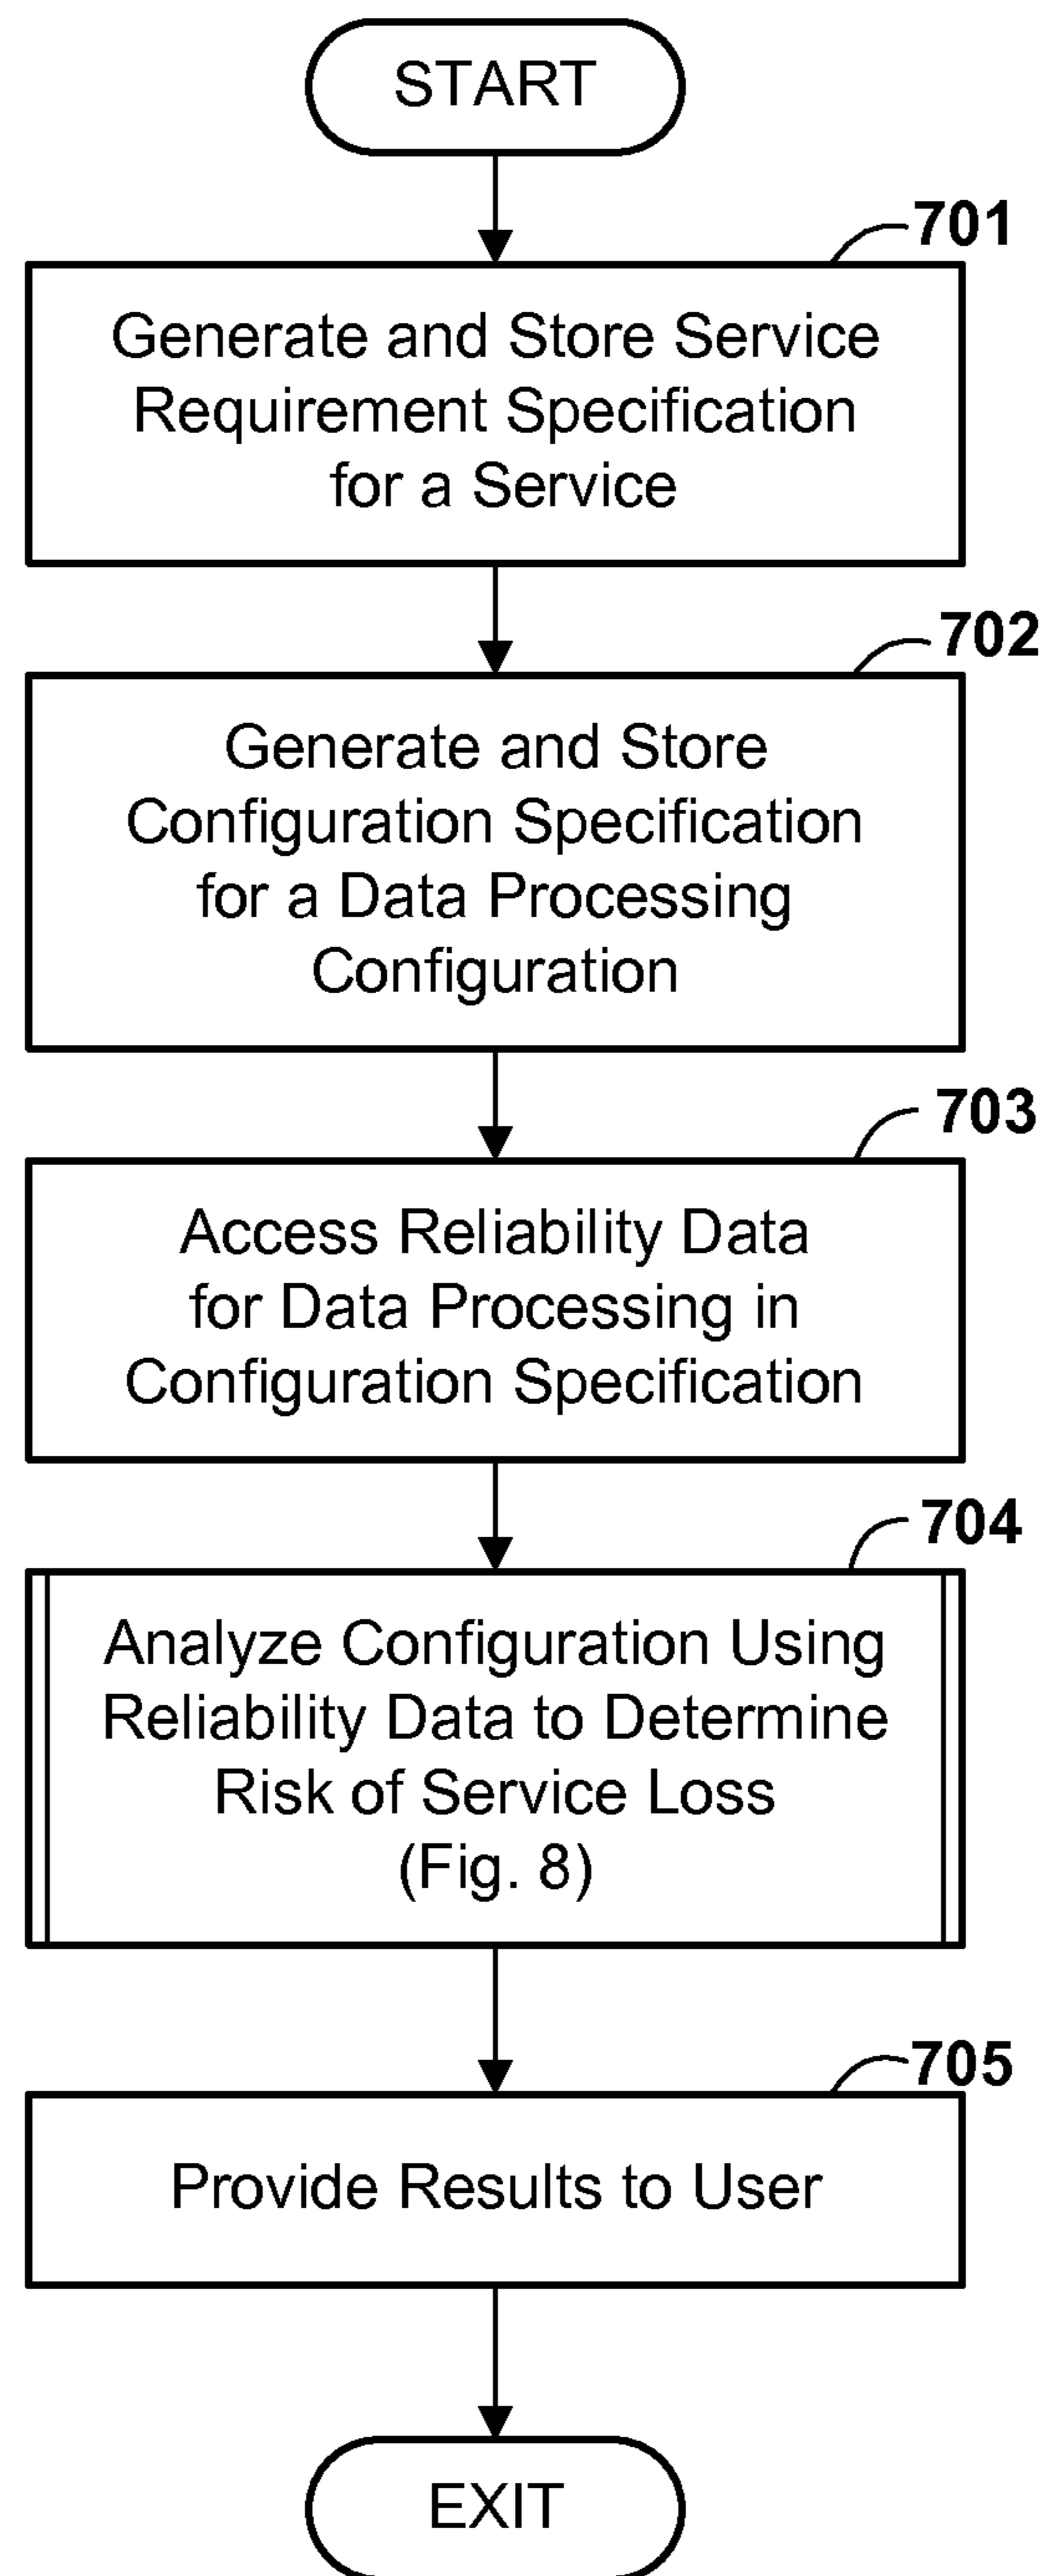 START
701
Generate and Store Service
Requirement Specification
for a Service
702
Generate and Store
Configuration Specification
for a Data Processing
Configuration
703
Access Reliability Data
for Data Processing in
Configuration Specification
704
Analyze Configuration Using
Reliability Data to Determine
Risk of Service Loss
(Fig. 8)
705
Provide Results to User
EXIT